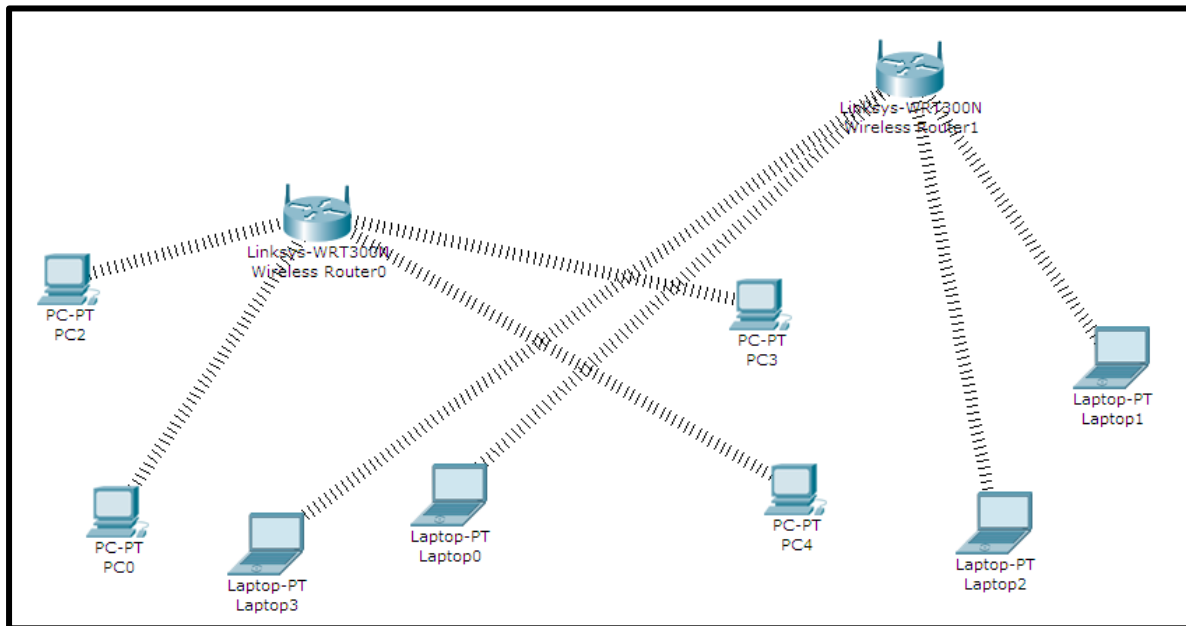 Linksys-WRT300N
Wireless Router1
Linksys-WRT300N
Wireless Router0
PC-PT
PC2
PC-PT
PC3
Laptop-PT
Laptop1
PC-PT
PC0
Laptop-PT
Laptop3
Laptop-PT
Laptop0
PC-PT
PC4
Laptop-PT
Laptop2